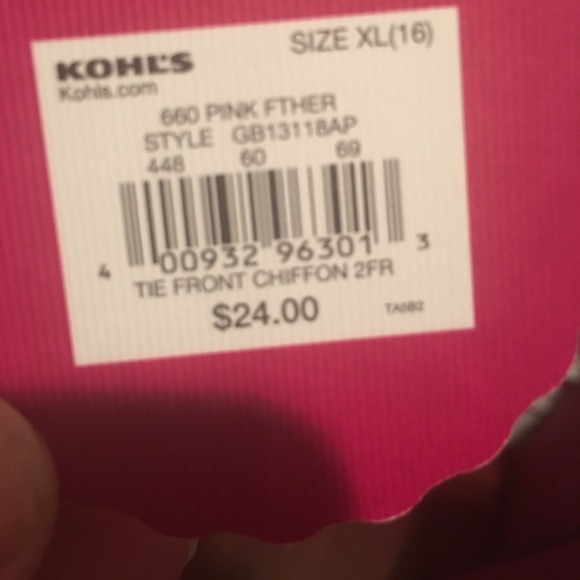 SIZE XL(16)
KOHL'S
Kohls.com
660 PINK FTHER
STYLE GB13118AP
448 60 69
4 00932 96301 3
TIE FRONT CHIFFON 2FR
$24.00
TA5B2